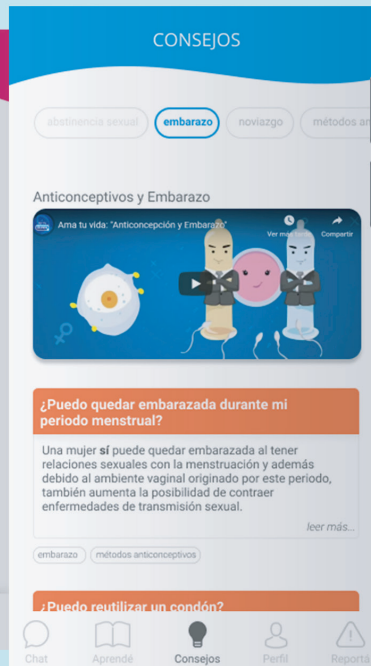 CONSEJOS
abstinencia sexual
embarazo
noviazgo
métodos an
Anticonceptivos y Embarazo
Ama tu vida: "Anticoncepción y Embarazo"
Ver más
Compartir
¿Puedo quedar embarazada durante mi
periodo menstrual?
Una mujer sí puede quedar embarazada al tener
relaciones sexuales con la menstruación y además
debido al ambiente vaginal originado por este periodo,
también aumenta la posibilidad de contraer
enfermedades de transmisión sexual.
leer más...
embarazo
métodos anticonceptivos
¿Puedo reutilizar un condón?
Chat
Aprendé
Consejos
Perfil
Reportá